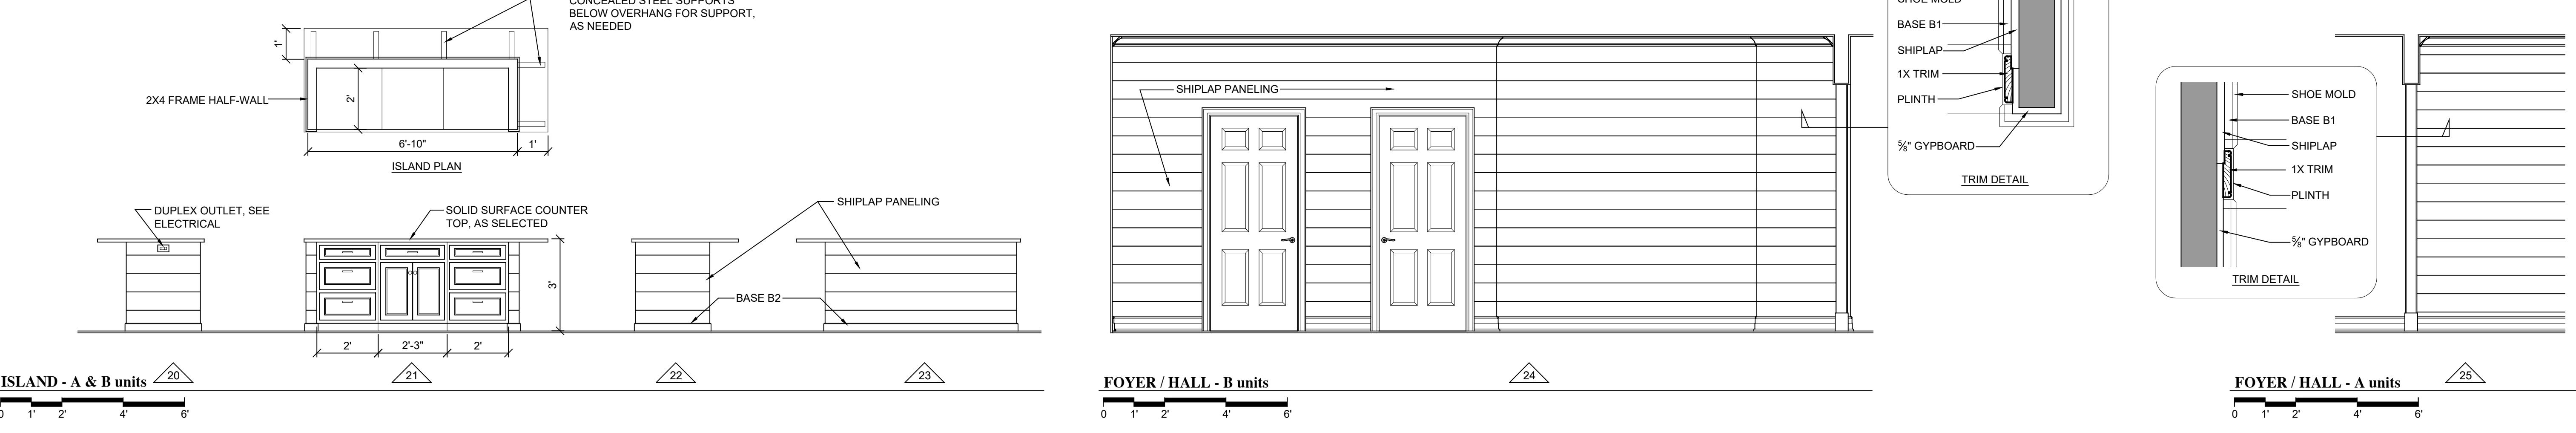 CONCEALED STEEL SUPPORTS
BELOW OVERHANG FOR SUPPORT,
AS NEEDED
1'
2X4 FRAME HALF-WALL
2'
6'-10"
1'
ISLAND PLAN
DUPLEX OUTLET, SEE
ELECTRICAL
SOLID SURFACE COUNTER
TOP, AS SELECTED
SHIPLAP PANELING
3'
BASE B2
2'
2'-3"
2'
20
21
22
23
ISLAND - A & B units
0 1' 2' 4' 6'
SHIPLAP PANELING
24
FOYER / HALL - B units
0 1' 2' 4' 6'
SHOE MOLD
BASE B1
SHIPLAP
1X TRIM
PLINTH
⅝" GYPBOARD
TRIM DETAIL
SHOE MOLD
BASE B1
SHIPLAP
1X TRIM
PLINTH
⅝" GYPBOARD
TRIM DETAIL
25
FOYER / HALL - A units
0 1' 2' 4' 6'